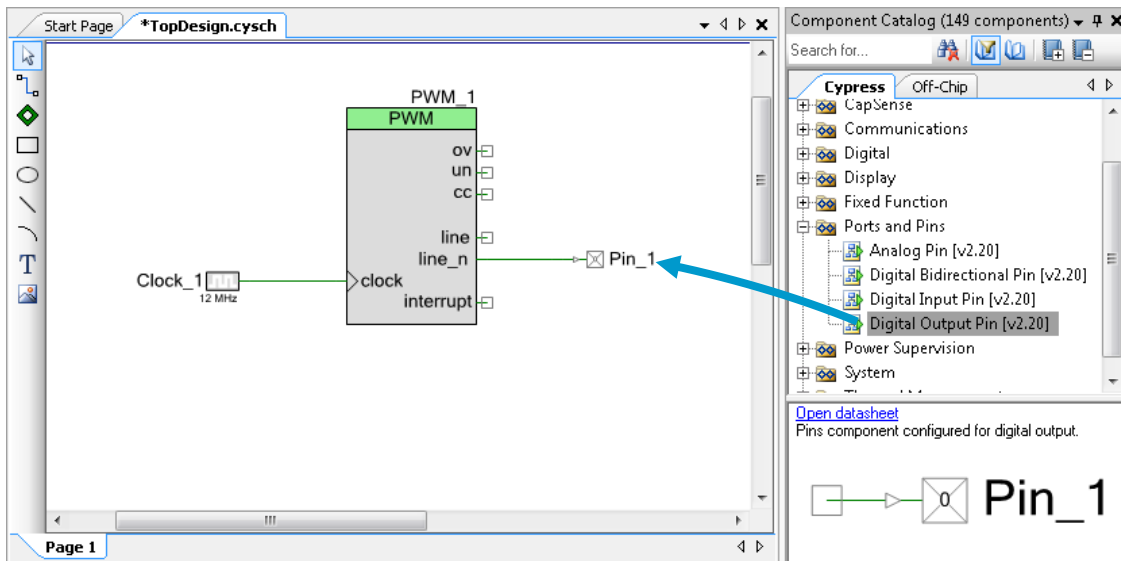 Start Page
*TopDesign.cysch
PWM_1
PWM
ov
un
cc
line
line_n
Pin_1
Clock_1
12 MHz
clock
interrupt
T
Page 1
Component Catalog (149 components)
Search for...
Cypress
Off-Chip
CapSense
Communications
Digital
Display
Fixed Function
Ports and Pins
Analog Pin [v2.20]
Digital Bidirectional Pin [v2.20]
Digital Input Pin [v2.20]
Digital Output Pin [v2.20]
Power Supervision
System
Open datasheet
Pins component configured for digital output.
0
Pin_1